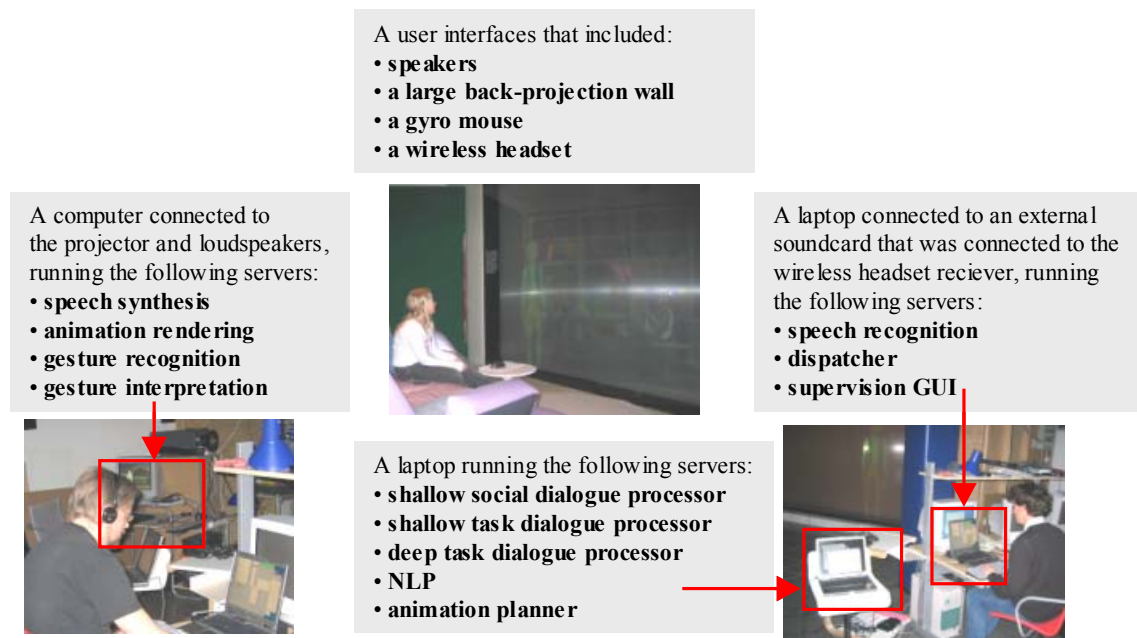 A user interfaces that included:
• speakers
• a large back-projection wall
• a gyro mouse
• a wireless headset
A computer connected to
the projector and loudspeakers,
running the following servers:
• speech synthesis
• animation rendering
• gesture recognition
• gesture interpretation
A laptop connected to an external
soundcard that was connected to the
wireless headset reciever, running
the following servers:
• speech recognition
• dispatcher
• supervision GUI
A laptop running the following servers:
• shallow social dialogue processor
• shallow task dialogue processor
• deep task dialogue processor
• NLP
• animation planner